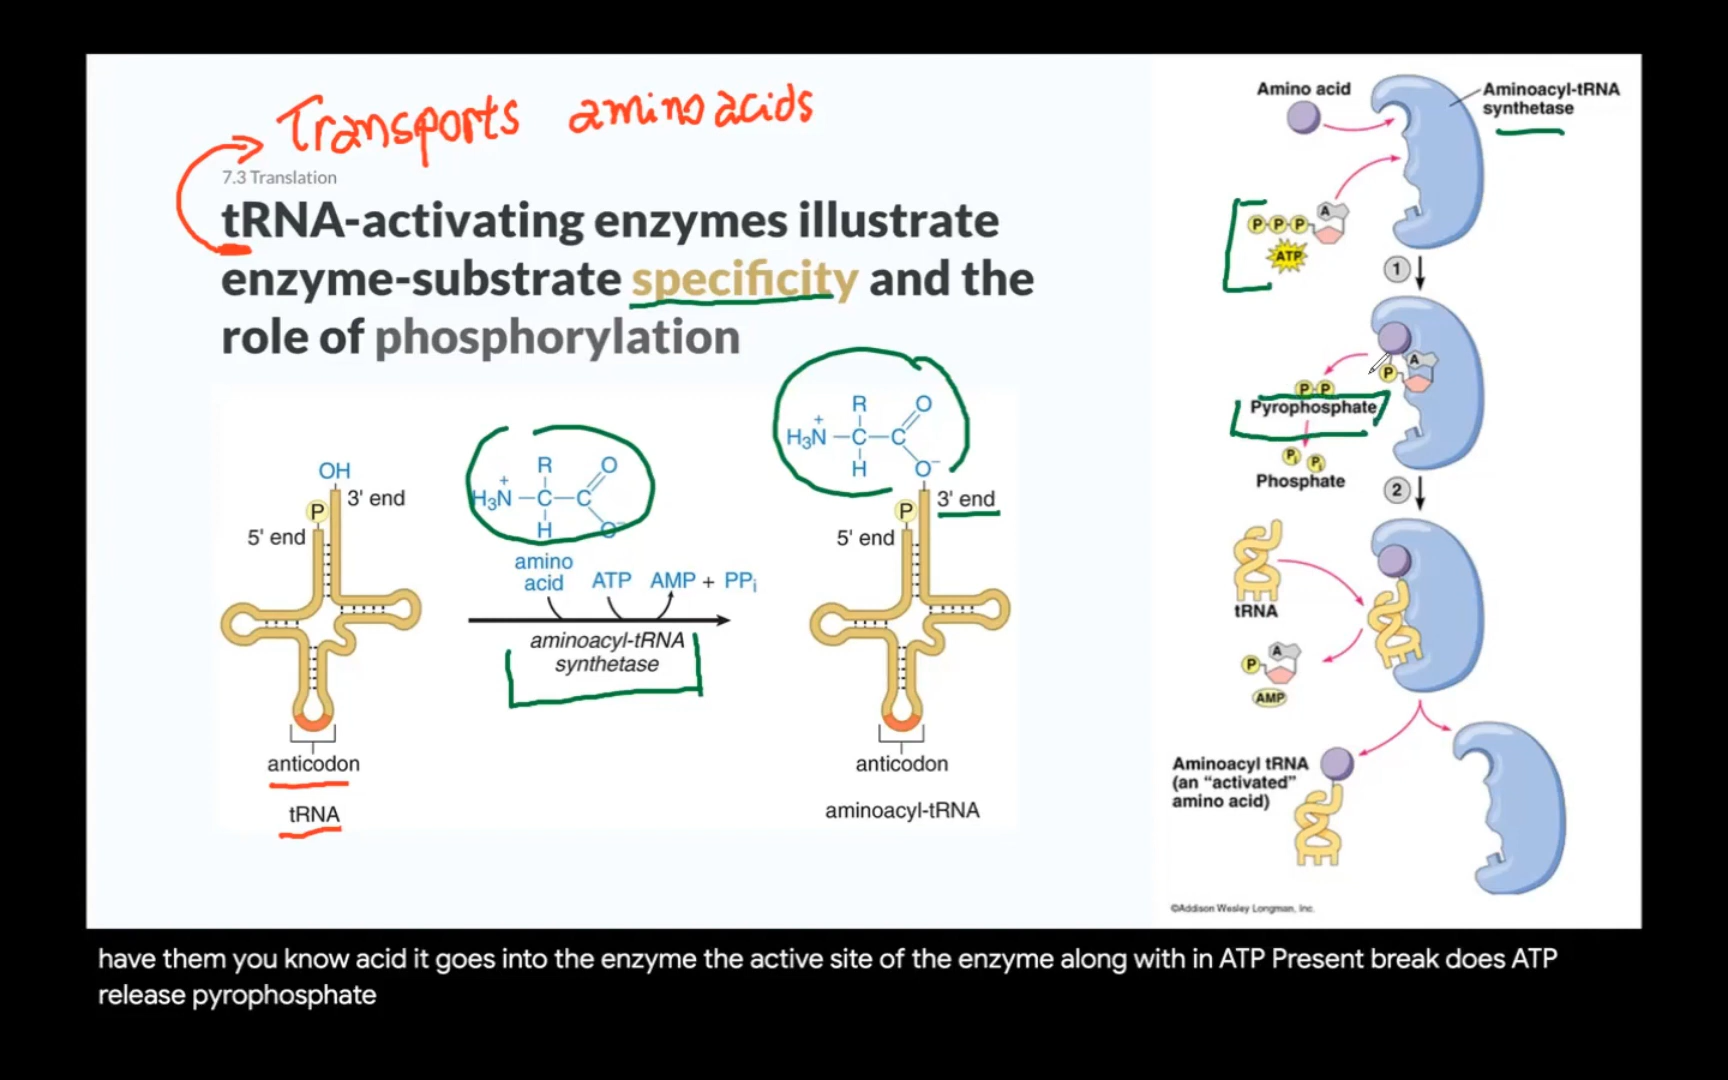 Transports amino acids
7.3 Translation
tRNA-activating enzymes illustrate
enzyme-substrate specificity and the
role of phosphorylation
OH
P
3' end
5' end
anticodon
tRNA
R
O
+
H₃N
C
C
H
O⁻
amino
acid
ATP
AMP + PPᵢ
aminoacyl-tRNA
synthetase
R
O
+
H₃N
C
C
H
O⁻
P
3' end
5' end
anticodon
aminoacyl-tRNA
Amino acid
Aminoacyl-tRNA
synthetase
P P P
A
ATP
1
A
P
P P
Pyrophosphate
Pᵢ Pᵢ
Phosphate
2
tRNA
A
P
AMP
Aminoacyl tRNA
(an “activated”
amino acid)
©Addison Wesley Longman, Inc.
have them you know acid it goes into the enzyme the active site of the enzyme along with in ATP Present break does ATP
release pyrophosphate